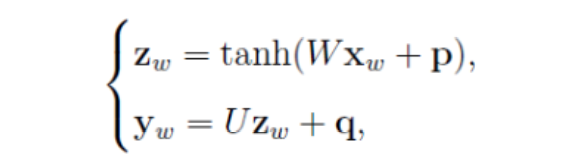 z_w = tanh(Wx_w + p),
y_w = Uz_w + q,